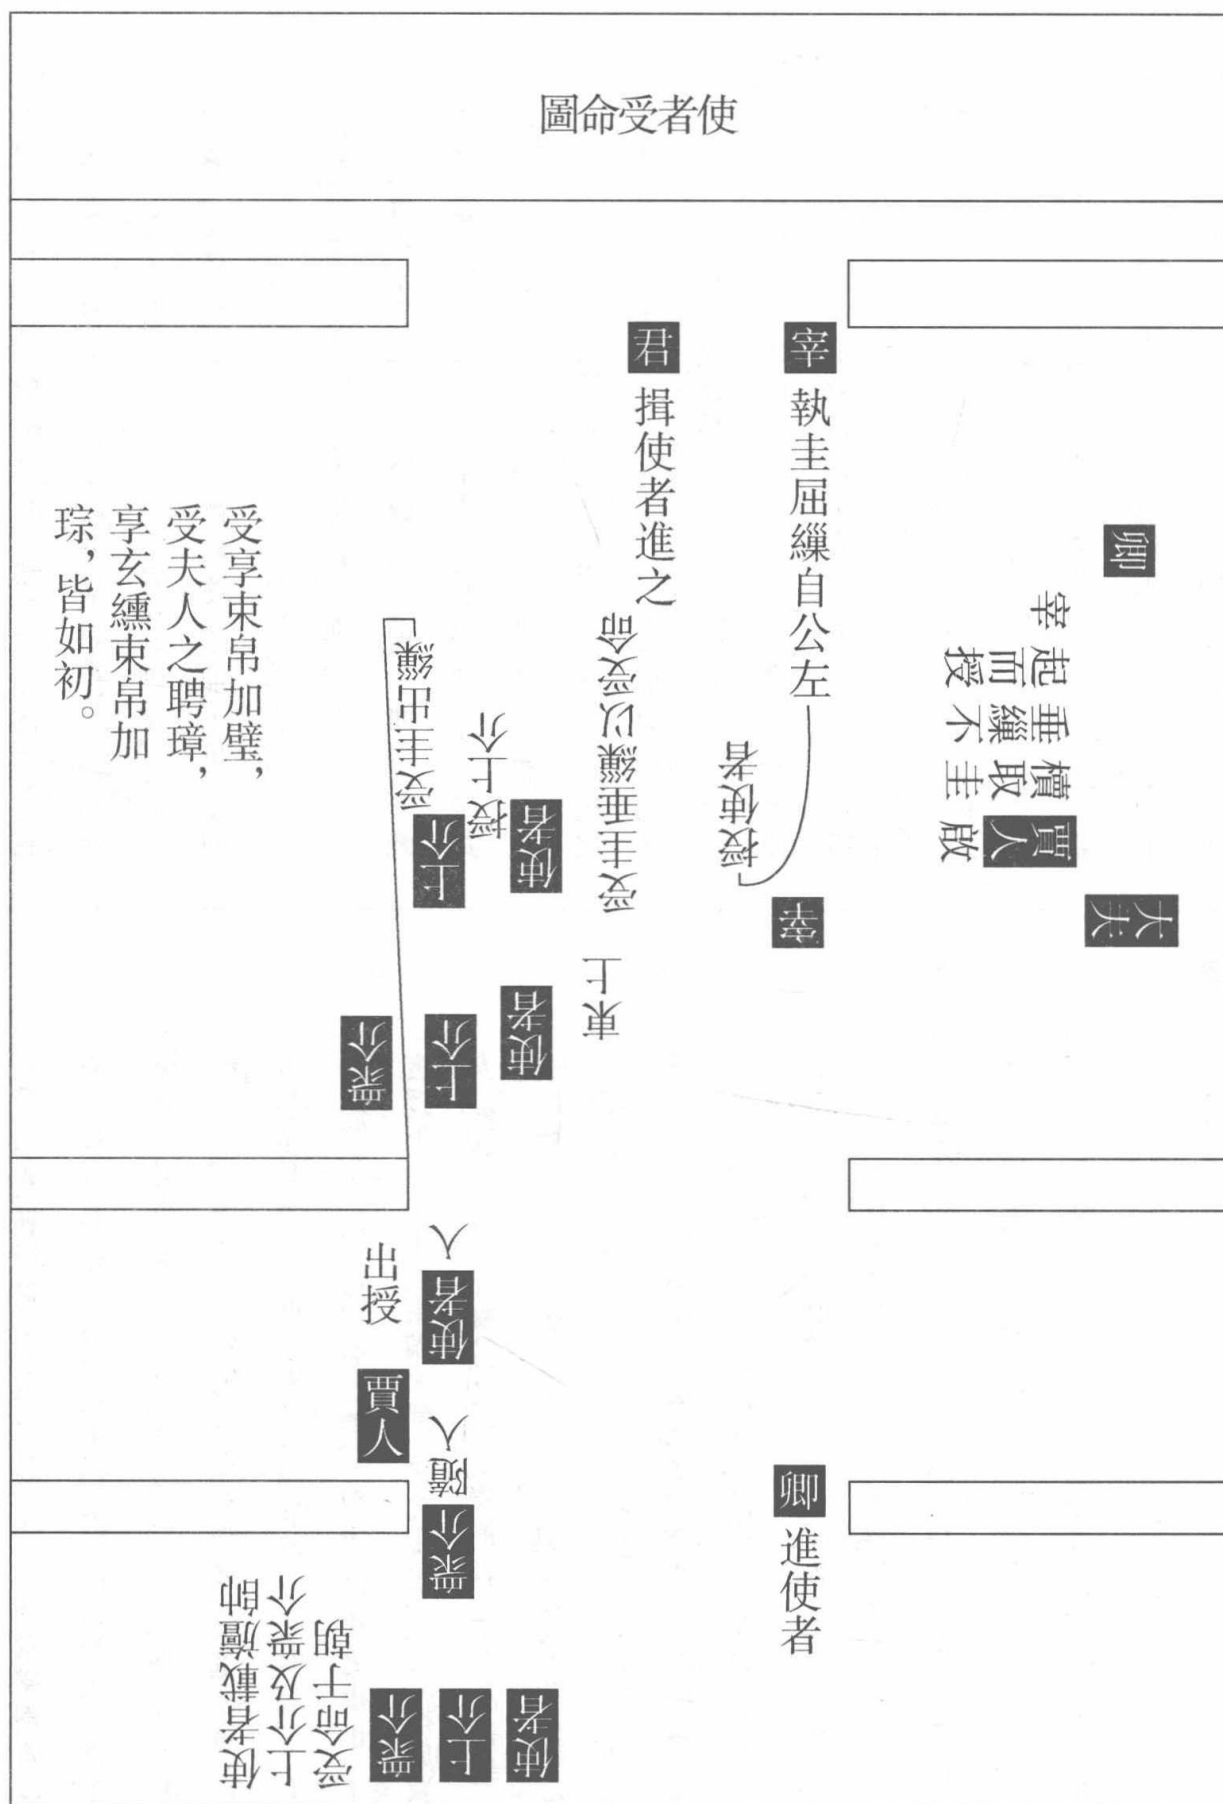 使者受命圖
卿
賈人啟
櫝取圭
垂繅不
起而授
宰
大夫
宰執圭屈繅自公左
授使者
宰
君揖使者進之
受圭垂繅以受命
東上
使者
授上介
上介
受圭出繅
使者
上介
衆介
受享束帛加璧，
受夫人之聘璋，
享玄纁束帛加
琮，皆如初。
使者入
出授
賈人
衆介隨入
卿進使者
使者
上介
衆介
使者載旜帥
上介及衆介
受命于朝